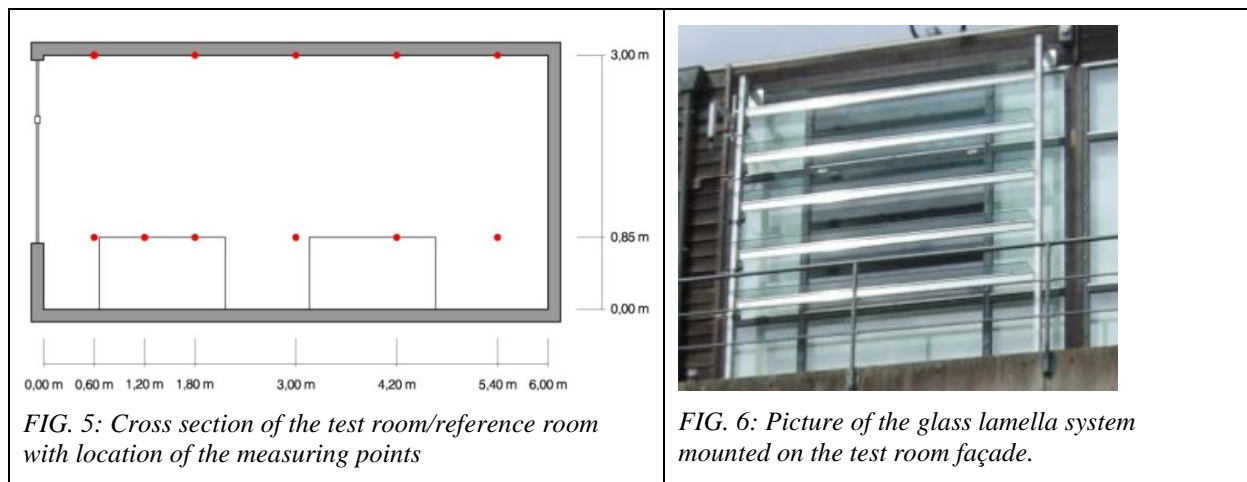 3,00 m
0,85 m
0,00 m
0,00 m 0,60 m 1,20 m 1,80 m 3,00 m 4,20 m 5,40 m 6,00 m
FIG. 5: Cross section of the test room/reference room
with location of the measuring points
FIG. 6: Picture of the glass lamella system
mounted on the test room façade.